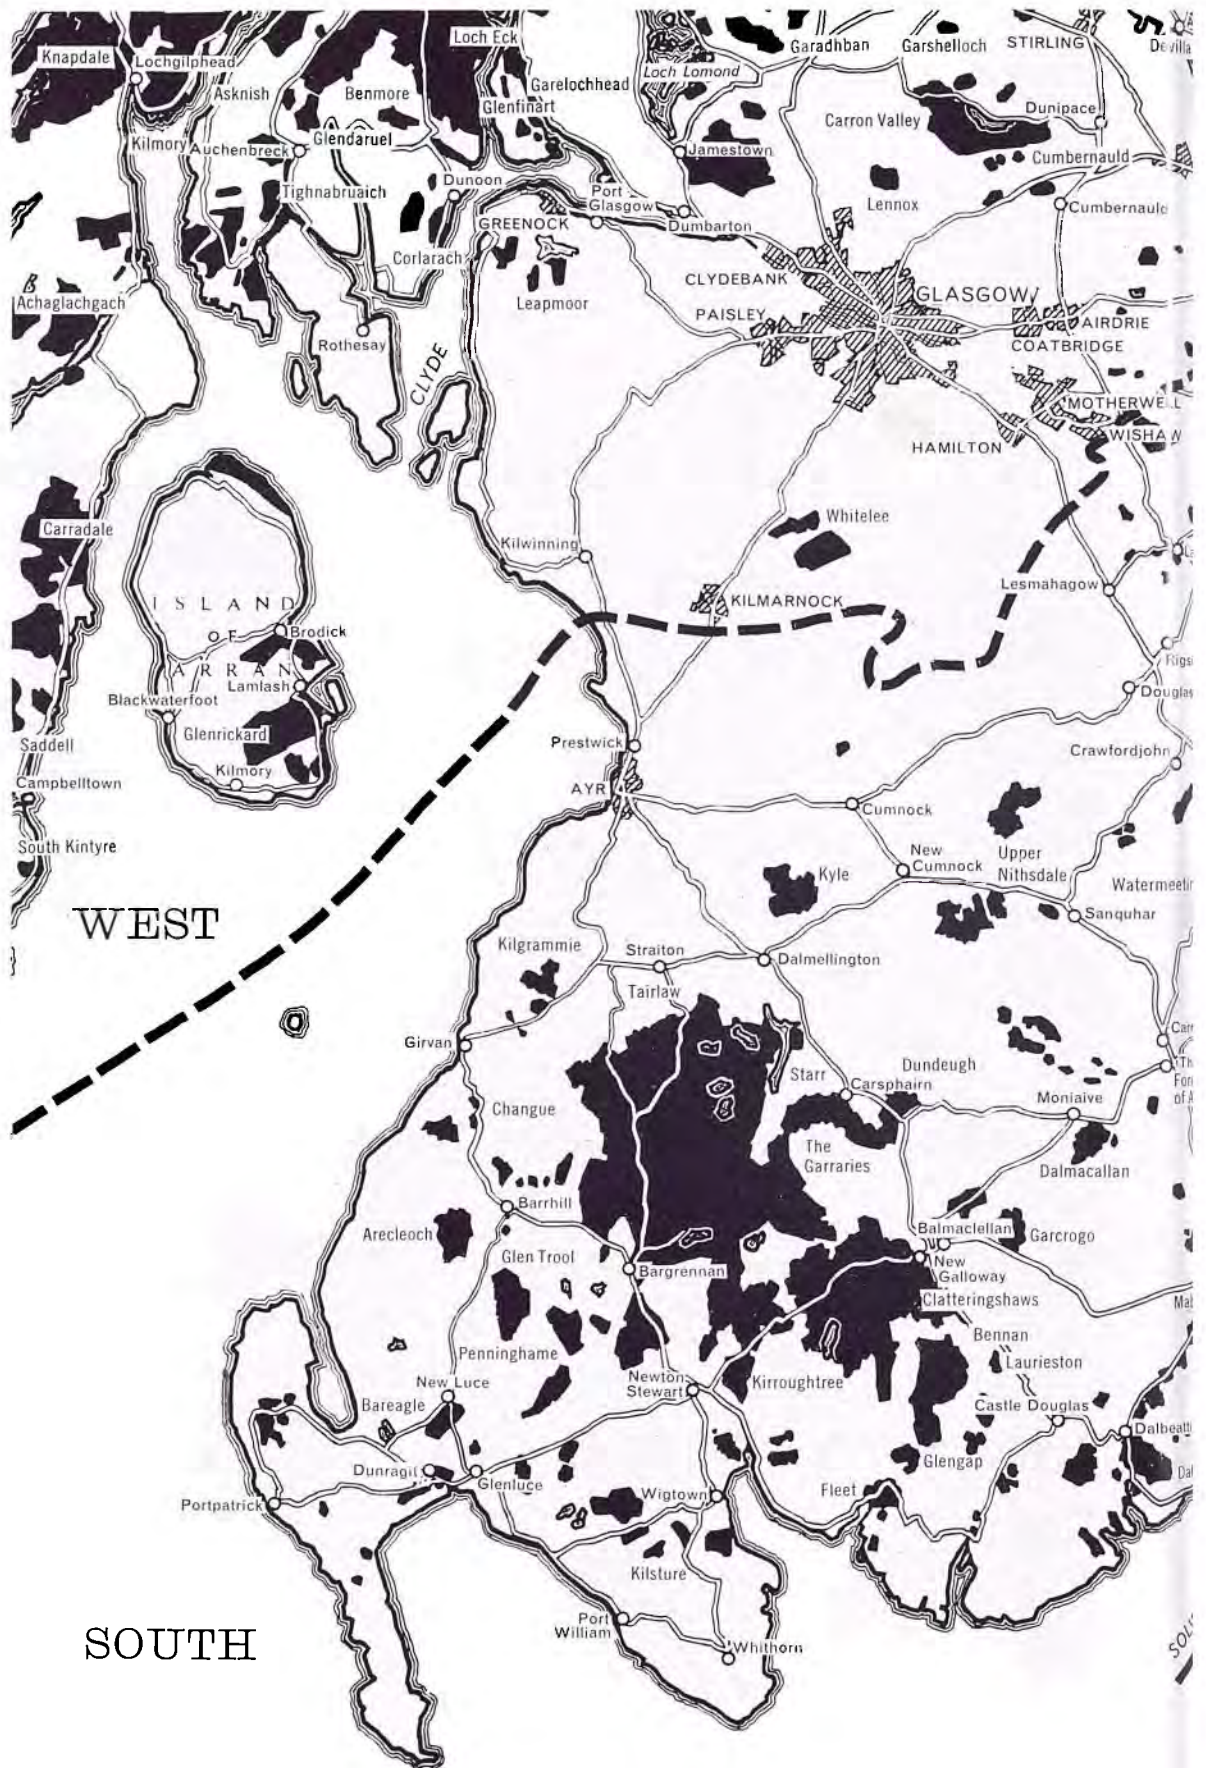 Loch Eck
Knapdale
Lochgilphead
Garadhban
Garshelloch
STIRLING
Loch Lomond
Garelochhead
Asknish
Benmore
Glenfinart
Dunipace
Carron Valley
Kilmory
Auchenbreck
Glendaruel
Jamestown
Cumbernauld
Tighnabruaich
Dunoon
Port
Glasgow
Lennox
Cumbernauld
GREENOCK
Dumbarton
Corlarach
CLYDEBANK
Achaglachgach
Leapmoor
GLASGOW
PAISLEY
AIRDRIE
Rothesay
COATBRIDGE
CLYDE
MOTHERWELL
WISHAW
HAMILTON
Carradale
Whitelee
Kilwinning
Lesmahagow
ISLAND
OF
ARRAN
KILMARNOCK
Brodick
Lamlash
Blackwaterfoot
Douglas
Glenrickard
Saddell
Prestwick
Crawfordjohn
Kilmory
Campbelltown
AYR
Cumnock
South Kintyre
New
Cumnock
Upper
Nithsdale
Kyle
WEST
Sanquhar
Kilgrammie
Straiton
Dalmellington
Tairlaw
Girvan
Starr
Dundeugh
Carsphairn
Moniaive
Changue
The
Garraries
Dalmacallan
Barrhill
Arecleoch
Balmaclellan
Garcrogo
Glen Trool
Bargrennan
New
Galloway
Clatteringshaws
Bennan
Penninghame
Laurieston
New Luce
Newton
Stewart
Kirroughtree
Bareagle
Castle Douglas
Glengap
Dunragit
Glenluce
Portpatrick
Wigtown
Fleet
Kilsture
Port
William
SOUTH
Whithorn